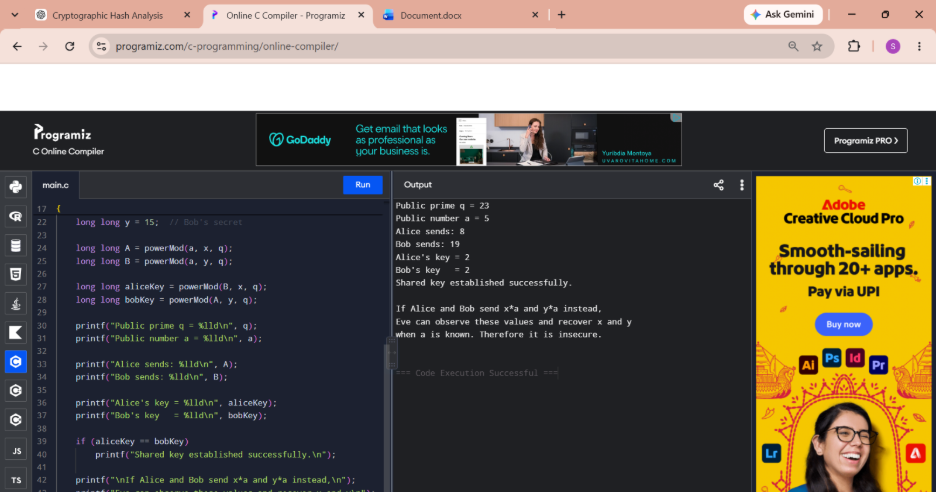 Cryptographic Hash Analysis
Online C Compiler - Programiz
Document.docx
Ask Gemini
programiz.com/c-programming/online-compiler/
S
Programiz
C Online Compiler
GoDaddy
Get email that looks
as professional as
your business is.
Yuribdia Montoya
UVAROVITAHOME.COM
Programiz PRO >
main.c
Run
Output
17 {
22 long long y = 15; // Bob's secret
23
24 long long A = powerMod(a, x, q);
25 long long B = powerMod(a, y, q);
26
27 long long aliceKey = powerMod(B, x, q);
28 long long bobKey = powerMod(A, y, q);
29
30 printf("Public prime q = %lld\n", q);
31 printf("Public number a = %lld\n", a);
32
33 printf("Alice sends: %lld\n", A);
34 printf("Bob sends: %lld\n", B);
35
36 printf("Alice's key = %lld\n", aliceKey);
37 printf("Bob's key   = %lld\n", bobKey);
38
39 if (aliceKey == bobKey)
40 printf("Shared key established successfully.\n");
41
42 printf("\nIf Alice and Bob send x*a and y*a instead,\n");
JS
TS
Public prime q = 23
Public number a = 5
Alice sends: 8
Bob sends: 19
Alice's key = 2
Bob's key   = 2
Shared key established successfully.
If Alice and Bob send x*a and y*a instead,
Eve can observe these values and recover x and y
when a is known. Therefore it is insecure.
=== Code Execution Successful ===
Adobe
Creative Cloud Pro
Smooth-sailing
through 20+ apps.
Pay via UPI
Buy now
Ai
Ps
Id
Pr
Lr